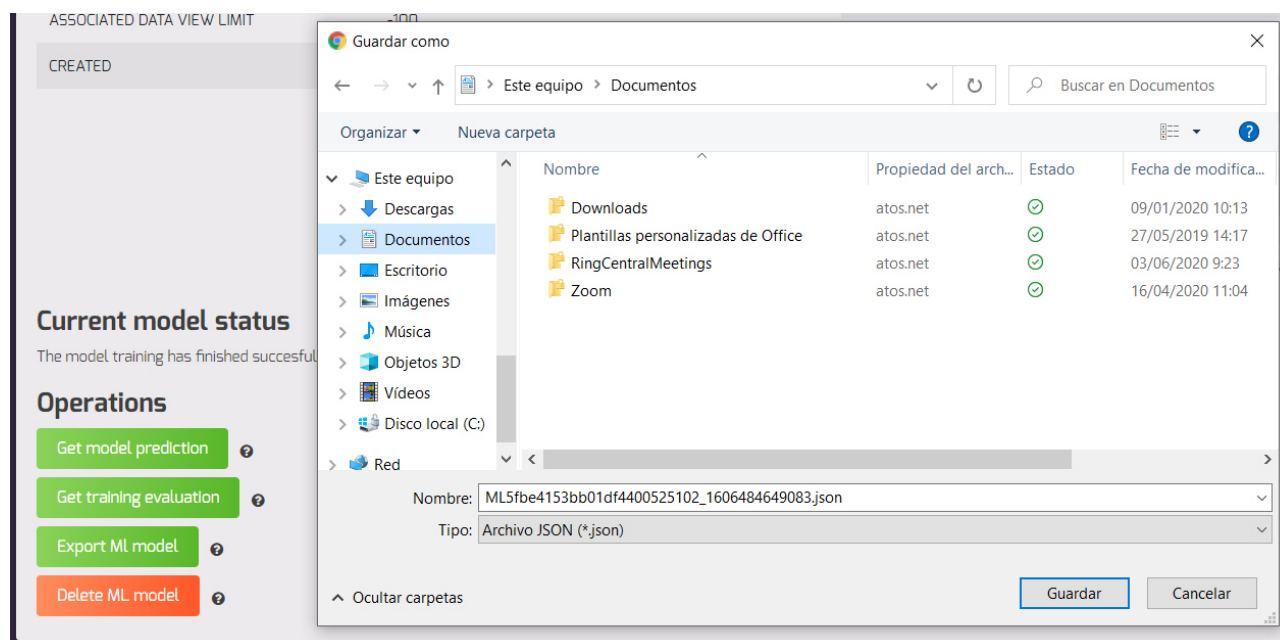 ASSOCIATED DATA VIEW LIMIT -100
CREATED
Current model status
The model training has finished succesful
Operations
Get model prediction
Get training evaluation
Export Ml model
Delete ML model
Guardar como
Este equipo > Documentos
Buscar en Documentos
Organizar
Nueva carpeta
Este equipo
Descargas
Documentos
Escritorio
Imágenes
Música
Objetos 3D
Vídeos
Disco local (C:)
Red
Nombre Propiedad del arch... Estado Fecha de modifica...
Downloads atos.net 09/01/2020 10:13
Plantillas personalizadas de Office atos.net 27/05/2019 14:17
RingCentralMeetings atos.net 03/06/2020 9:23
Zoom atos.net 16/04/2020 11:04
Nombre: ML5fbe4153bb01df4400525102_1606484649083.json
Tipo: Archivo JSON (*.json)
Ocultar carpetas
Guardar
Cancelar